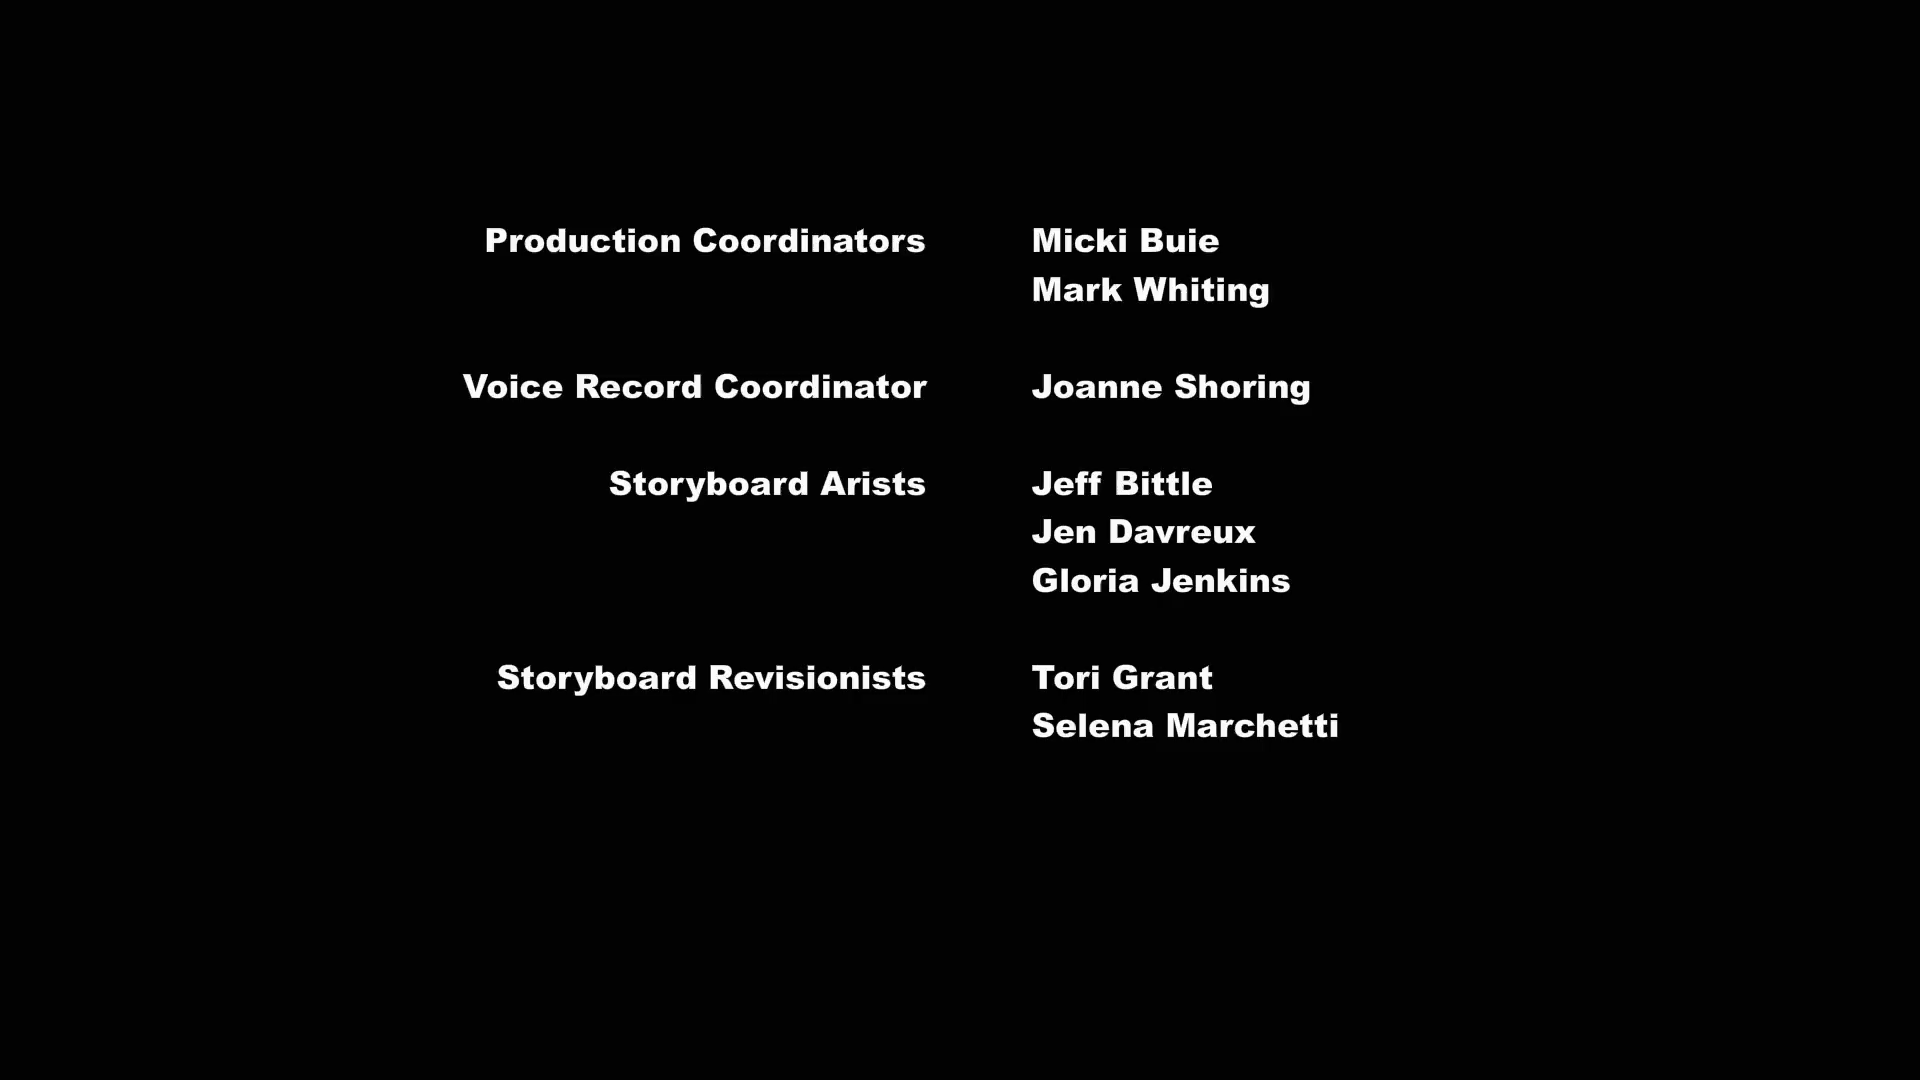 Production Coordinators Micki Buie
Mark Whiting
Voice Record Coordinator Joanne Shoring
Storyboard Arists Jeff Bittle
Jen Davreux
Gloria Jenkins
Storyboard Revisionists Tori Grant
Selena Marchetti